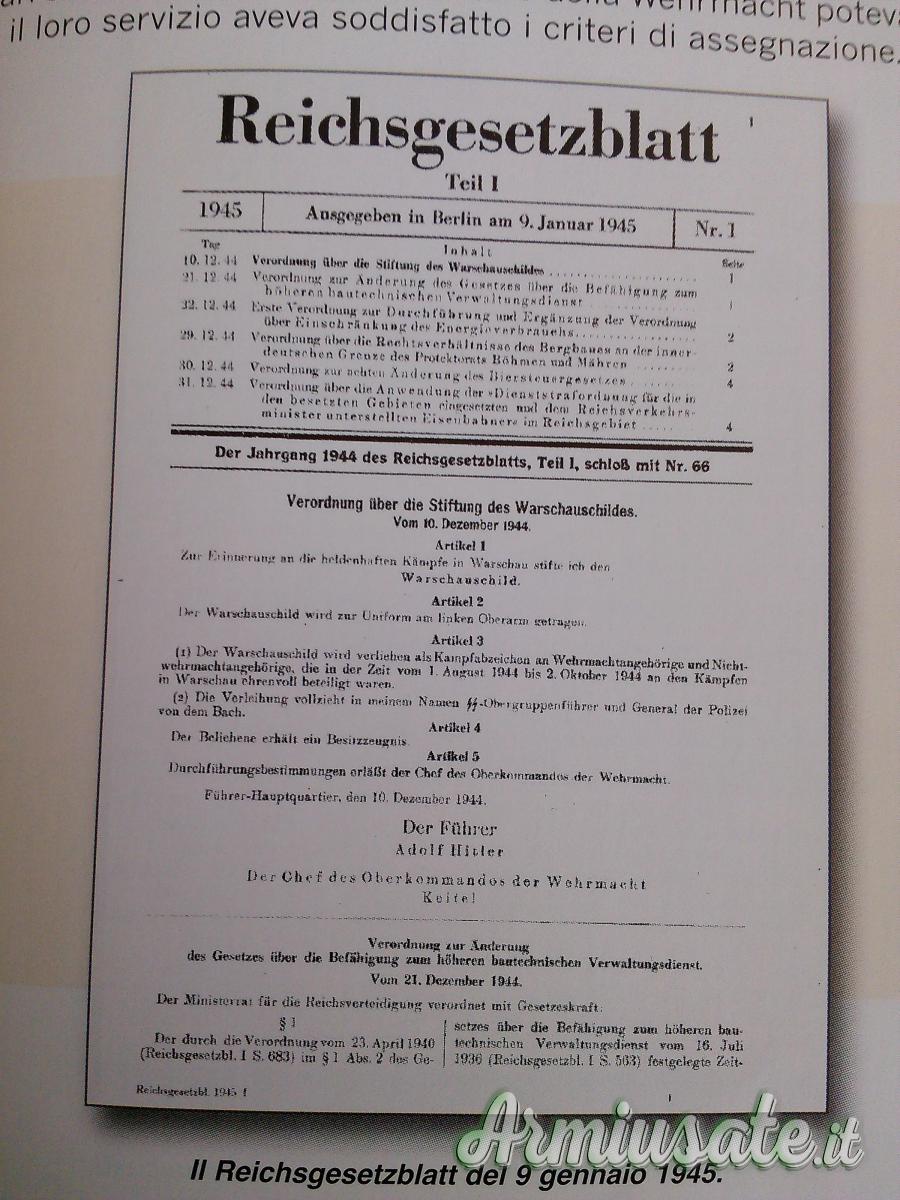 della Wehrmacht poteva
il loro servizio aveva soddisfatto i criteri di assegnazione.
Reichsgesetzblatt
Teil I
1945 Ausgegeben in Berlin am 9. Januar 1945 Nr. 1
Tag Inhalt Seite
10. 12. 44 Verordnung über die Stiftung des Warschauschildes 1
21. 12. 44 Verordnung zur Änderung des Gesetzes über die Befähigung zum
höheren bautechnischen Verwaltungsdienst 1
12. 44 Erste Verordnung zur Durchführung und Ergänzung der Verordnung
über Einschränkung des Energieverbrauchs 2
29. 12. 44 Verordnung über die Rechtsverhältnisse des Bergbaues an der inner-
deutschen Grenze des Protektorats Böhmen und Mähren 2
30. 12. 44 Verordnung zur achten Änderung des Biersteuergesetzes 4
31. 12. 44 Verordnung über die Anwendung der »Dienststrafordnung für die in
den besetzten Gebieten eingesetzten und dem Reichsverkehrs-
minister unterstellten Eisenbahner« im Reichsgebiet 4
Der Jahrgang 1944 des Reichsgesetzblatts, Teil I, schloß mit Nr. 66
Verordnung über die Stiftung des Warschauschildes.
Vom 10. Dezember 1944.
Artikel 1
Zur Erinnerung an die heldenhaften Kämpfe in Warschau stifte ich den
Warschauschild.
Artikel 2
Der Warschauschild wird zur Uniform am linken Oberarm getragen.
Artikel 3
(1) Der Warschauschild wird verliehen als Kampfabzeichen an Wehrmachtangehörige und Nicht-
wehrmachtangehörige, die in der Zeit vom 1. August 1944 bis 2. Oktober 1944 an den Kämpfen
in Warschau ehrenvoll beteiligt waren.
(2) Die Verleihung vollzieht in meinem Namen ᛋᛋ-Obergruppenführer und General der Polizei
von dem Bach.
Artikel 4
Der Beliehene erhält ein Besitzzeugnis.
Artikel 5
Durchführungsbestimmungen erläßt der Chef des Oberkommandos der Wehrmacht.
Führer-Hauptquartier, den 10. Dezember 1944.
Der Führer
Adolf Hitler
Der Chef des Oberkommandos der Wehrmacht
Keitel
Verordnung zur Änderung
des Gesetzes über die Befähigung zum höheren bautechnischen Verwaltungsdienst.
Vom 21. Dezember 1944.
Der Ministerrat für die Reichsverteidigung verordnet mit Gesetzeskraft:
§ 1
Der durch die Verordnung vom 23. April 1940
(Reichsgesetzbl. I S. 683) im § 1 Abs. 2 des Ge-
setzes über die Befähigung zum höheren bau-
technischen Verwaltungsdienst vom 16. Juli
1936 (Reichsgesetzbl. I S. 563) festgelegte Zeit-
Reichsgesetzbl. 1945 I
1
Armiusate.it
Il Reichsgesetzblatt del 9 gennaio 1945.